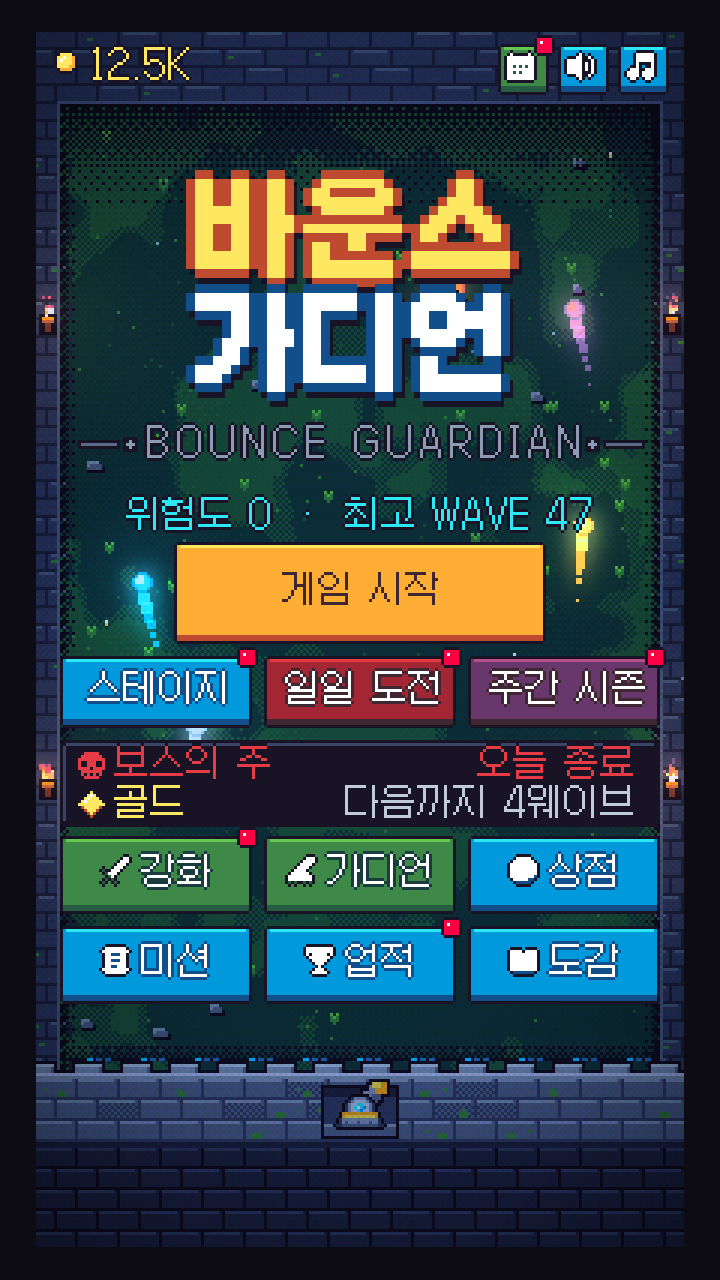 12.5K
바운스
가디언
BOUNCE GUARDIAN
위험도 0 · 최고 WAVE 47
게임 시작
스테이지 일일 도전 주간 시즌
보스의 주 오늘 종료
골드 다음까지 4웨이브
강화 가디언 상점
미션 업적 도감